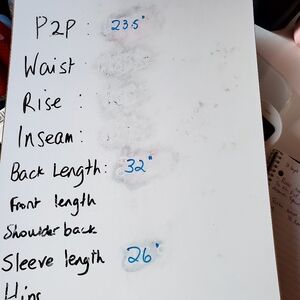 P2P : 23.5"
Waist :
Rise :
Inseam :
Back Length : 32"
Front length
Shoulder back
Sleeve length 26"
Hips